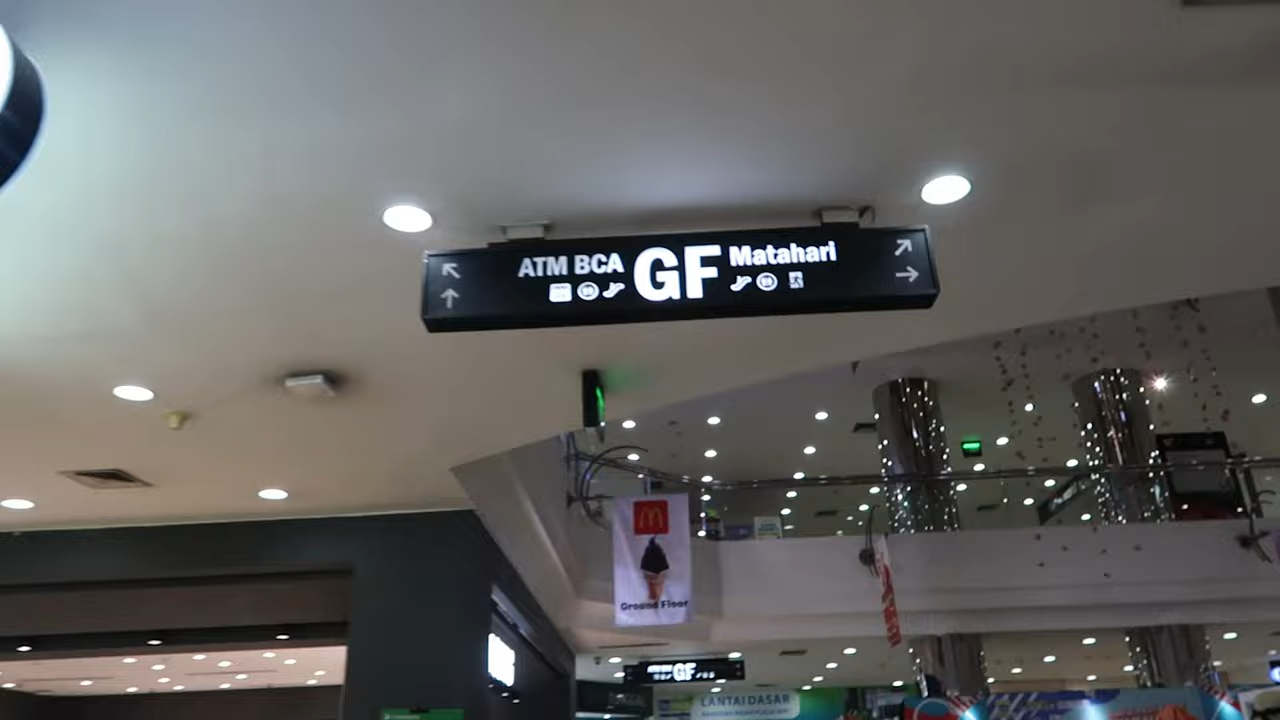 ATM BCA
GF
Matahari
Ground Floor
GF
LANTAI DASAR